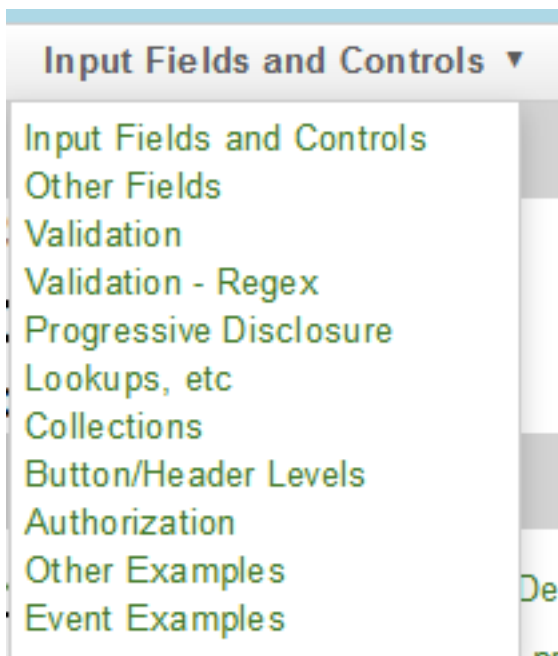 Input Fields and Controls ▼
Input Fields and Controls
Other Fields
Validation
Validation - Regex
Progressive Disclosure
Lookups, etc
Collections
Button/Header Levels
Authorization
Other Examples
De
Event Examples